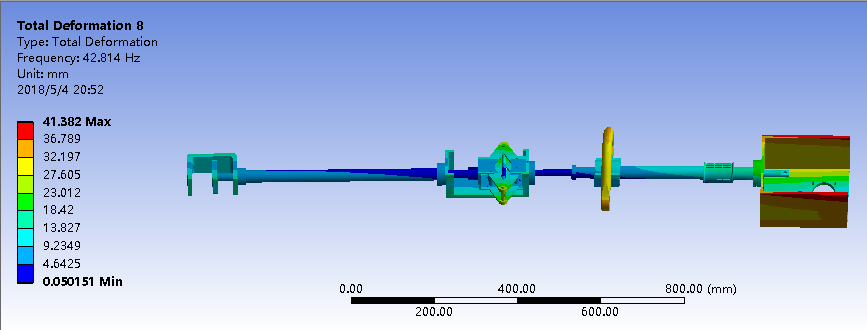 Total Deformation 8
Type: Total Deformation
Frequency: 42.814 Hz
Unit: mm
2018/5/4 20:52
41.382 Max
36.789
32.197
27.605
23.012
18.42
13.827
9.2349
4.6425
0.050151 Min
0.00 400.00 800.00 (mm)
200.00 600.00